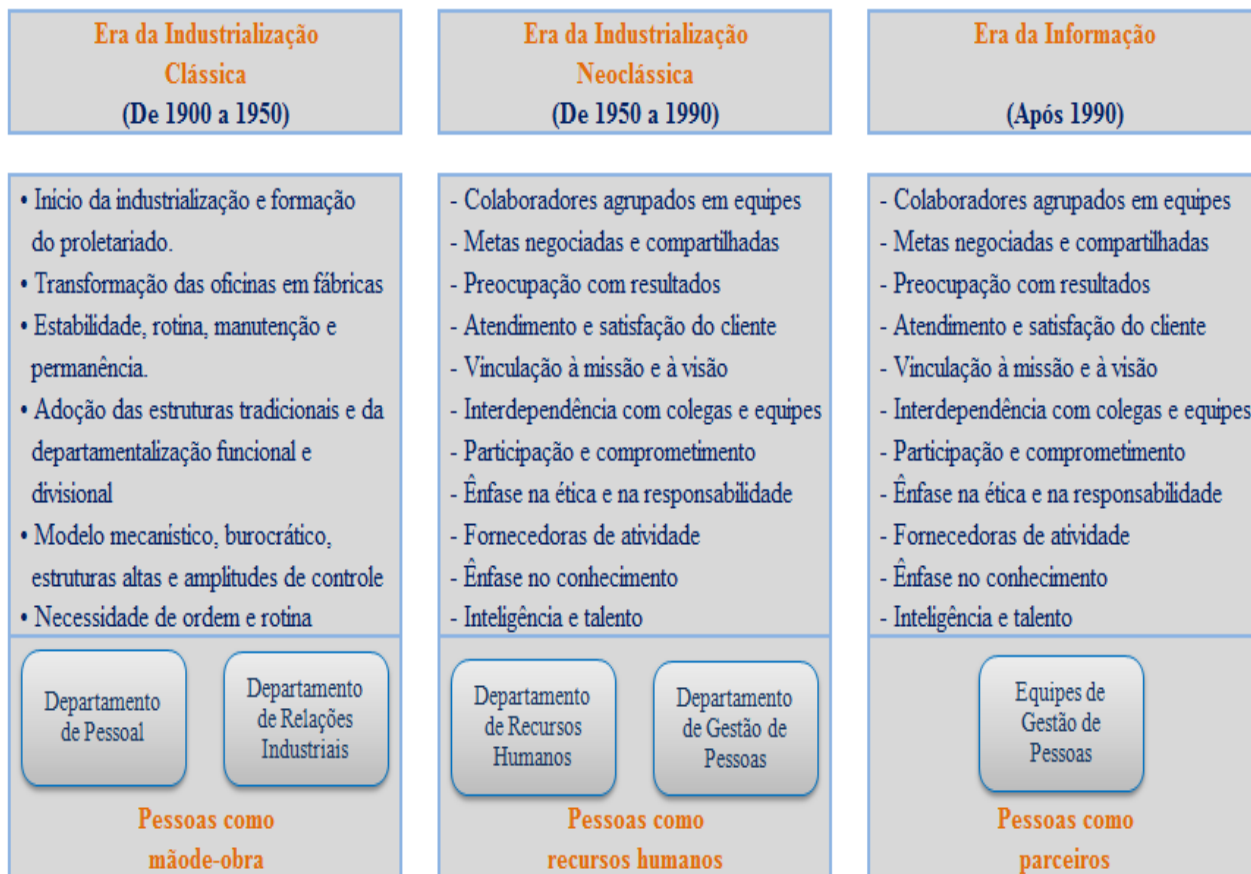 Era da Industrialização
Clássica
(De 1900 a 1950)
• Início da industrialização e formação
do proletariado.
• Transformação das oficinas em fábricas
• Estabilidade, rotina, manutenção e
permanência.
• Adoção das estruturas tradicionais e da
departamentalização funcional e
divisional
• Modelo mecanístico, burocrático,
estruturas altas e amplitudes de controle
• Necessidade de ordem e rotina
Departamento
de Pessoal
Departamento
de Relações
Industriais
Pessoas como
mãode-obra
Era da Industrialização
Neoclássica
(De 1950 a 1990)
- Colaboradores agrupados em equipes
- Metas negociadas e compartilhadas
- Preocupação com resultados
- Atendimento e satisfação do cliente
- Vinculação à missão e à visão
- Interdependência com colegas e equipes
- Participação e comprometimento
- Ênfase na ética e na responsabilidade
- Fornecedoras de atividade
- Ênfase no conhecimento
- Inteligência e talento
Departamento
de Recursos
Humanos
Departamento
de Gestão de
Pessoas
Pessoas como
recursos humanos
Era da Informação
(Após 1990)
- Colaboradores agrupados em equipes
- Metas negociadas e compartilhadas
- Preocupação com resultados
- Atendimento e satisfação do cliente
- Vinculação à missão e à visão
- Interdependência com colegas e equipes
- Participação e comprometimento
- Ênfase na ética e na responsabilidade
- Fornecedoras de atividade
- Ênfase no conhecimento
- Inteligência e talento
Equipes de
Gestão de
Pessoas
Pessoas como
parceiros